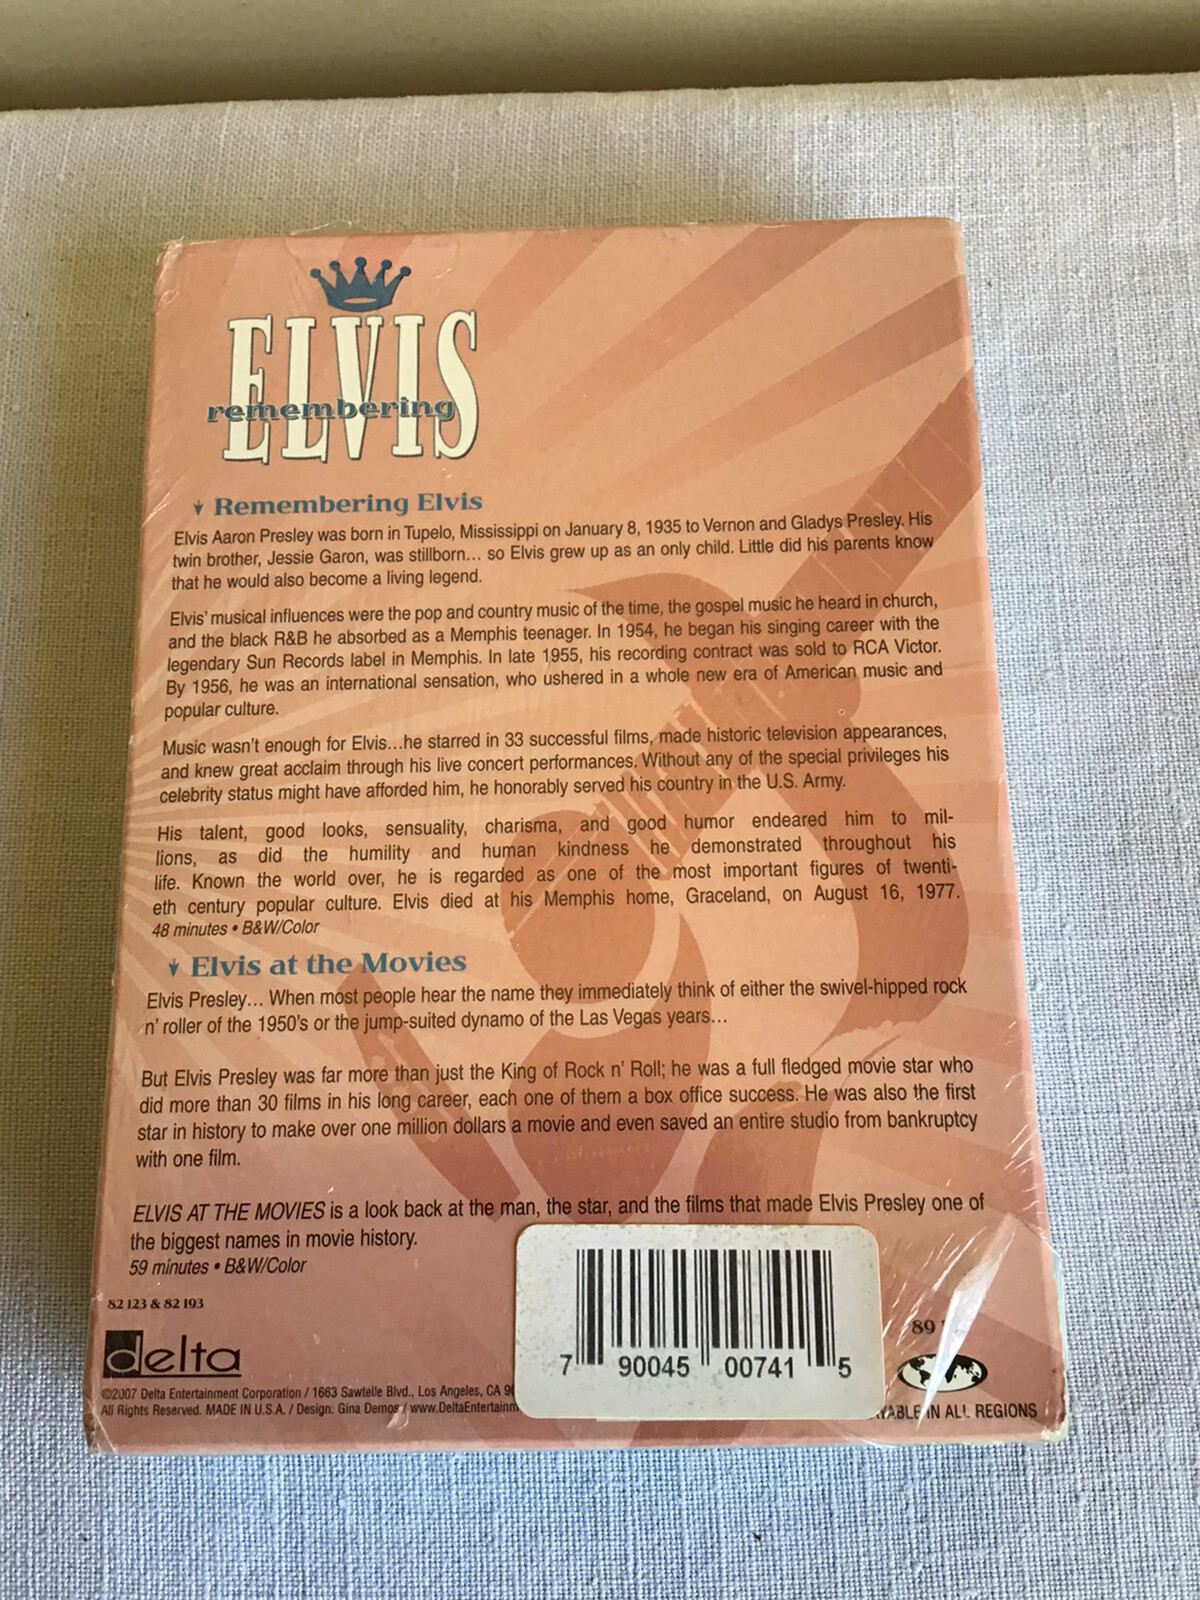 ELVIS
remembering
Remembering Elvis
Elvis Aaron Presley was born in Tupelo, Mississippi on January 8, 1935 to Vernon and Gladys Presley. His
twin brother, Jessie Garon, was stillborn... so Elvis grew up as an only child. Little did his parents know
that he would also become a living legend.
Elvis' musical influences were the pop and country music of the time, the gospel music he heard in church,
and the black R&B he absorbed as a Memphis teenager. In 1954, he began his singing career with the
legendary Sun Records label in Memphis. In late 1955, his recording contract was sold to RCA Victor.
By 1956, he was an international sensation, who ushered in a whole new era of American music and
popular culture.
Music wasn't enough for Elvis...he starred in 33 successful films, made historic television appearances,
and knew great acclaim through his live concert performances. Without any of the special privileges his
celebrity status might have afforded him, he honorably served his country in the U.S. Army.
His talent, good looks, sensuality, charisma, and good humor endeared him to mil-
lions, as did the humility and human kindness he demonstrated throughout his
life. Known the world over, he is regarded as one of the most important figures of twenti-
eth century popular culture. Elvis died at his Memphis home, Graceland, on August 16, 1977.
48 minutes • B&W/Color
Elvis at the Movies
Elvis Presley... When most people hear the name they immediately think of either the swivel-hipped rock
n' roller of the 1950's or the jump-suited dynamo of the Las Vegas years...
But Elvis Presley was far more than just the King of Rock n' Roll; he was a full fledged movie star who
did more than 30 films in his long career, each one of them a box office success. He was also the first
star in history to make over one million dollars a movie and even saved an entire studio from bankruptcy
with one film.
ELVIS AT THE MOVIES is a look back at the man, the star, and the films that made Elvis Presley one of
the biggest names in movie history.
59 minutes • B&W/Color
82 123 & 82 193
delta
©2007 Delta Entertainment Corporation / 1663 Sawtelle Blvd., Los Angeles, CA
All Rights Reserved. MADE IN U.S.A. / Design: Gina Demos / www.DeltaEntertainm
7 90045 00741 5
89
IN ALL REGIONS